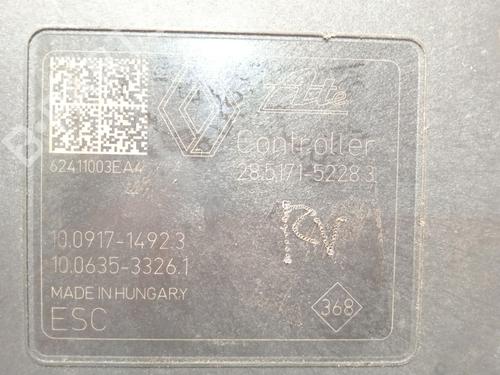 Ate
Controller
62411003EA4
28.5171-5228.3
10.0917-1492.3
10.0635-3326.1
MADE IN HUNGARY
ESC
368